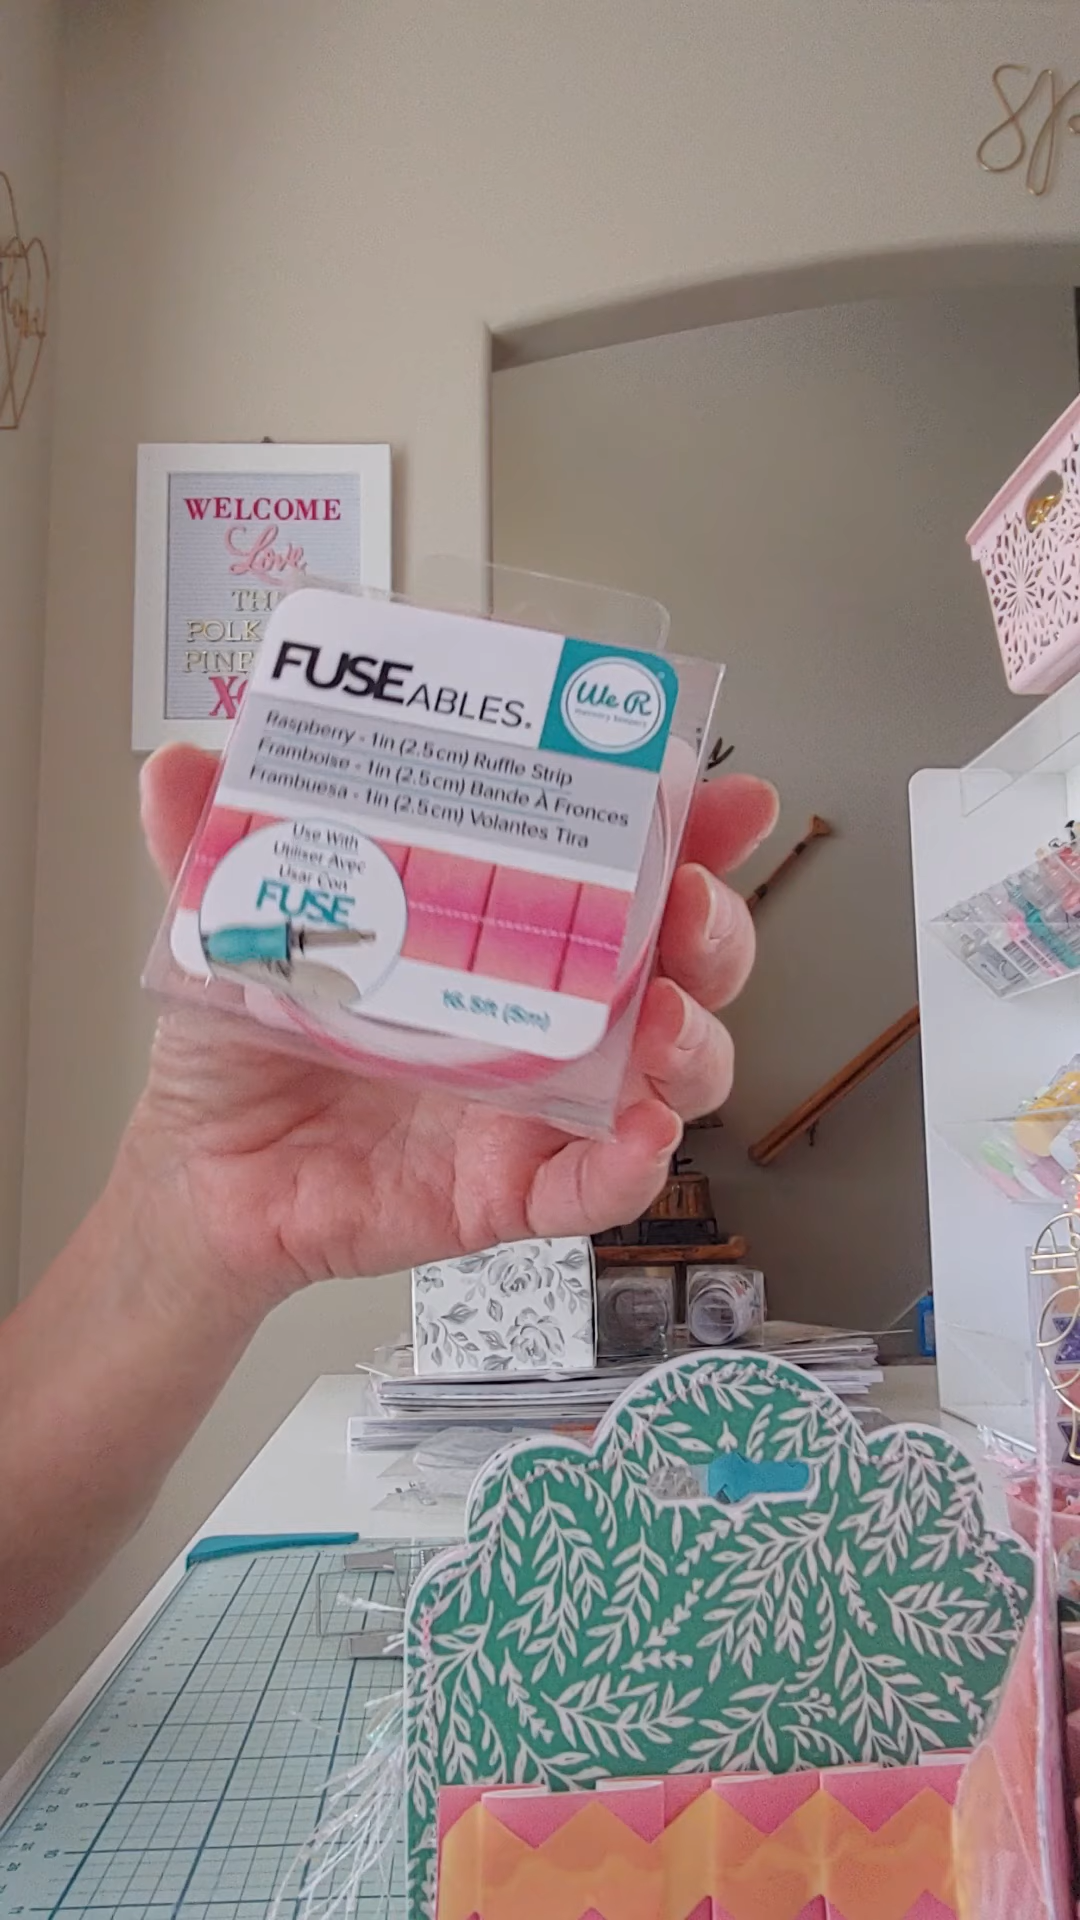 WELCOME
Love
POLK
FUSEABLES.
We R
memory keepers
Raspberry - 1in (2.5cm) Ruffle Strip
Framboise - 1in (2.5cm) Bande À Fronces
Frambuesa - 1in (2.5cm) Volantes Tira
Use With
Utiliser Avec
Usar Con
FUSE
16.5ft (5m)